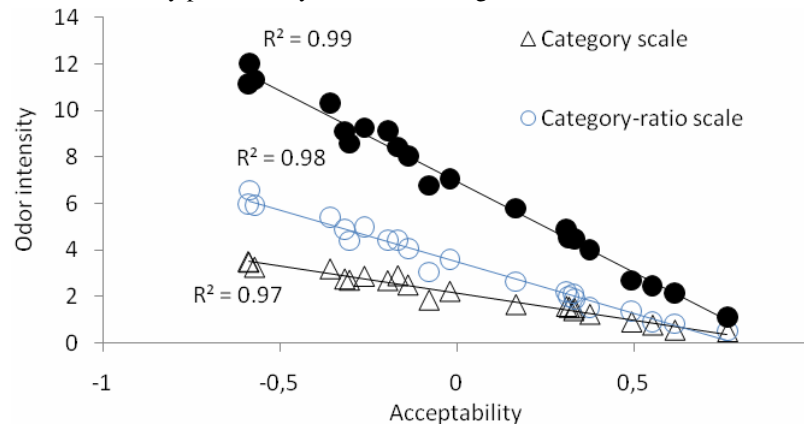 14
12
10
8
6
4
2
0
Odor intensity
R² = 0.99
R² = 0.98
R² = 0.97
△ Category scale
○ Category-ratio scale
-1
-0,5
0
0,5
Acceptability